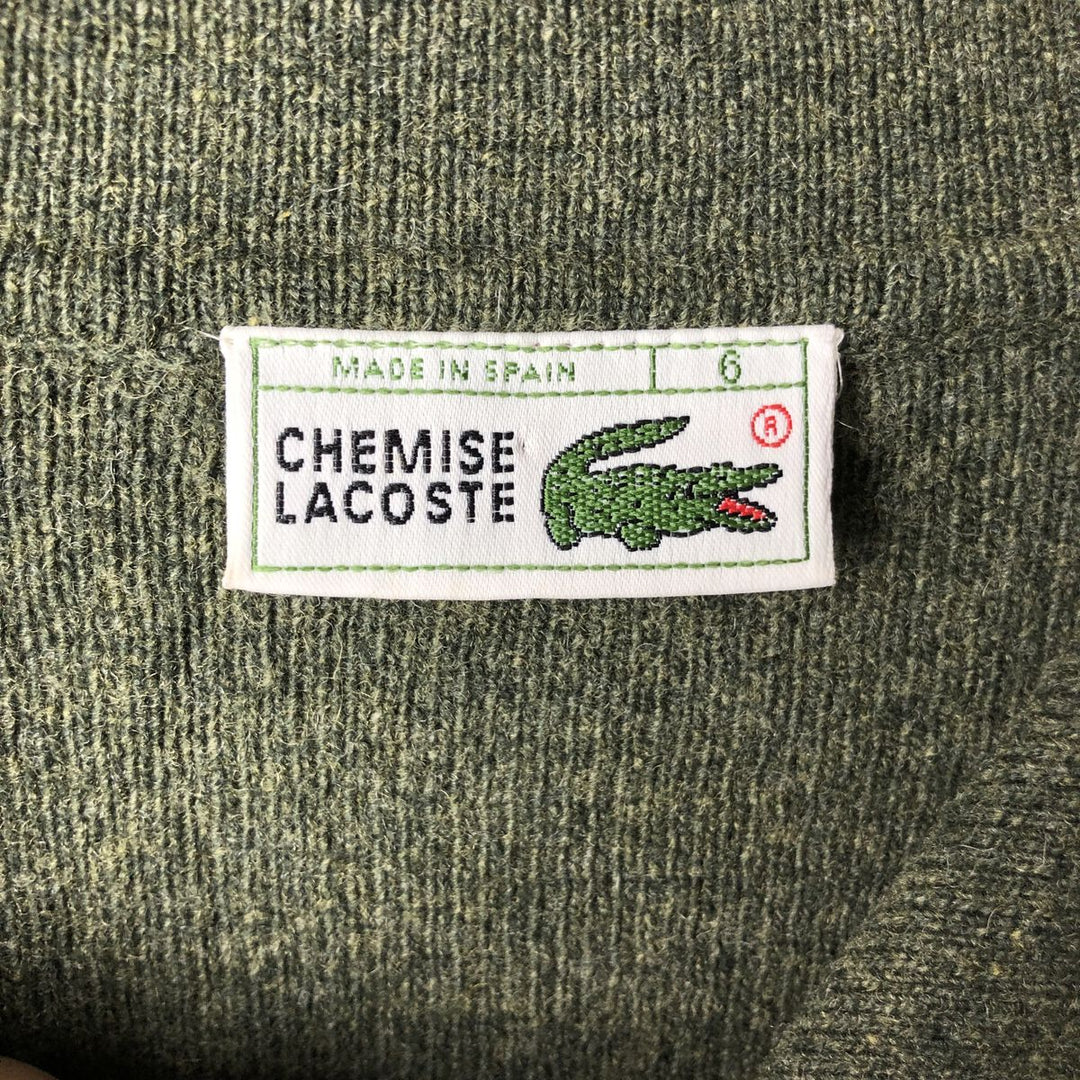 MADE IN SPAIN 6
CHEMISE
LACOSTE
®